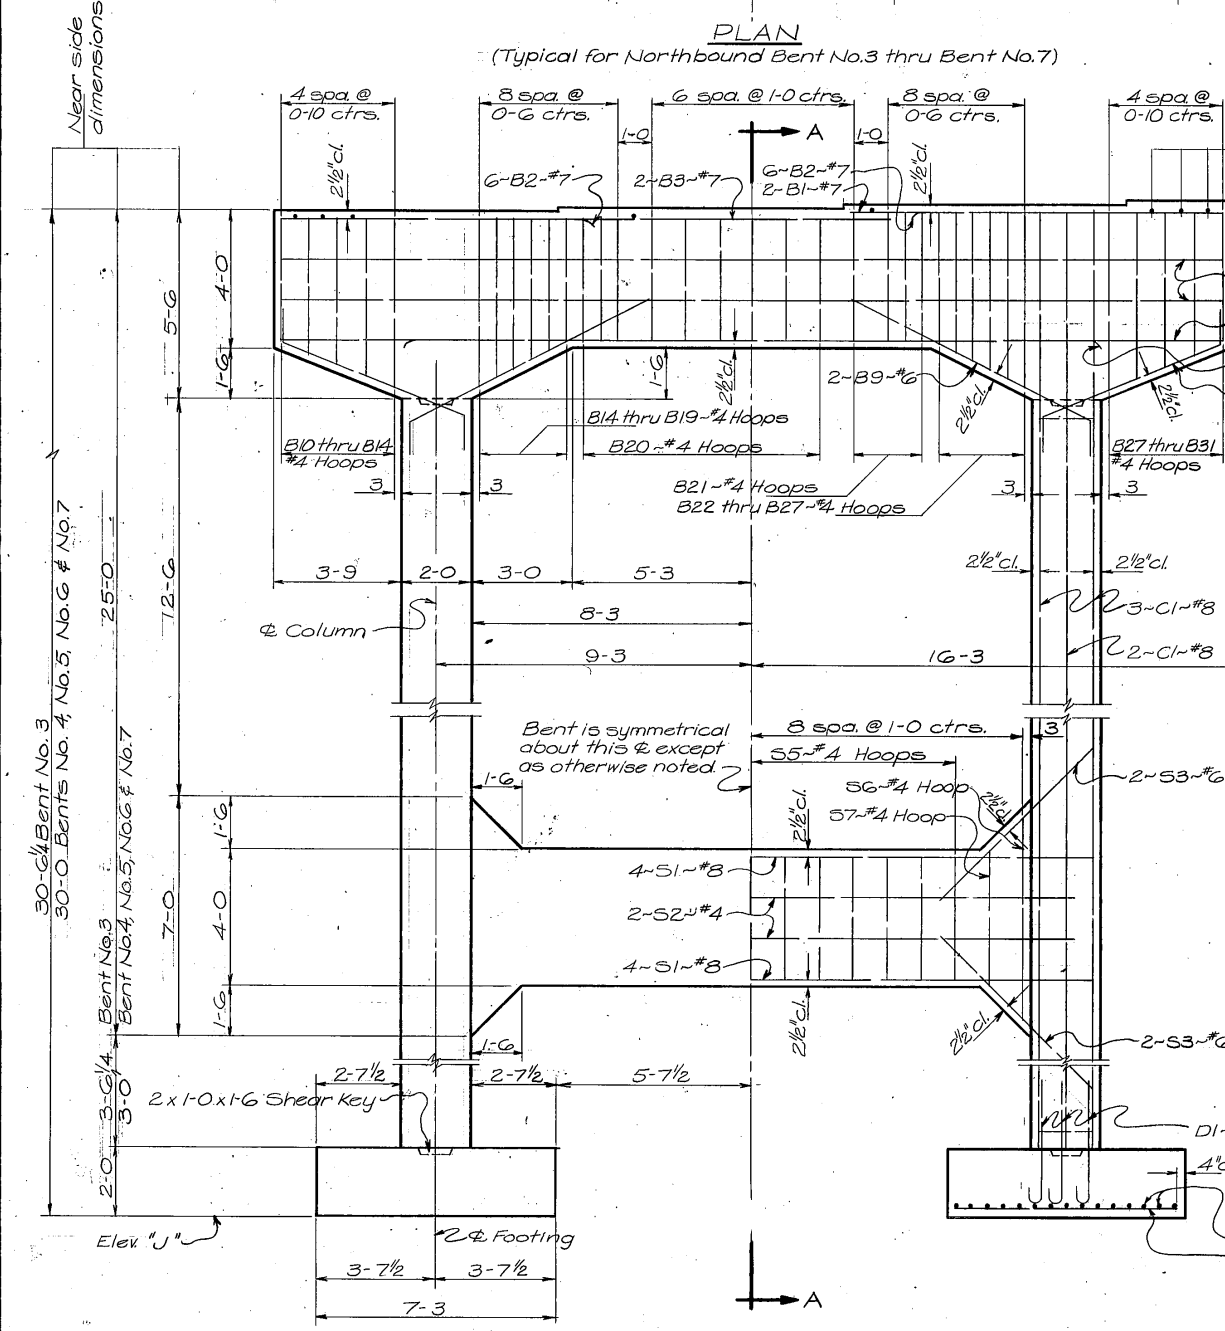 PLAN
(Typical for Northbound Bent No.3 thru Bent No.7)
Near side
dimensions
4 spa. @
0-10 ctrs.
8 spa. @
0-6 ctrs.
6 spa. @ 1-0 ctrs.
8 spa. @
0-6 ctrs.
4 spa. @
0-10 ctrs.
1-0
1-0
A
2½"cl.
6~B2~#7
2~B3~#7
6~B2~#7
2~B1~#7
2½"cl.
5-6
4-0
1-6
1-6
2½"cl.
2~B9~#6
2½"cl.
2½"cl.
B14 thru B19~#4 Hoops
B10 thru B14
#4 Hoops
B20~#4 Hoops
B27 thru B31
#4 Hoops
B21~#4 Hoops
B22 thru B27~#4 Hoops
3
3
3
3
3-9
2-0
3-0
5-3
2½"cl.
2½"cl.
8-3
3~C1~#8
℄ Column
9-3
16-3
2~C1~#8
25-0
12-6
30-6¼ Bent No. 3
30-0 Bents No. 4, No.5, No.6 & No.7
Bent is symmetrical
about this ℄ except
as otherwise noted.
8 spa. @ 1-0 ctrs.
3
S5~#4 Hoops
S6~#4 Hoop
S7~#4 Hoop
2½"cl.
2½"cl.
2~S3~#6
1-6
1-6
4-0
7-0
1-6
4~S1~#8
2~S2~#4
4~S1~#8
2½"cl.
2½"cl.
2~S3~#6
1-6
3-6¼ Bent No.3
3-0 Bent No.4, No.5, No.6 & No.7
2-7½
2-7½
5-7½
2 x 1-0 x 1-6 Shear Key
2-0
D1~
4"c
Elev. "J"
℄ Footing
3-7½
3-7½
7-3
A